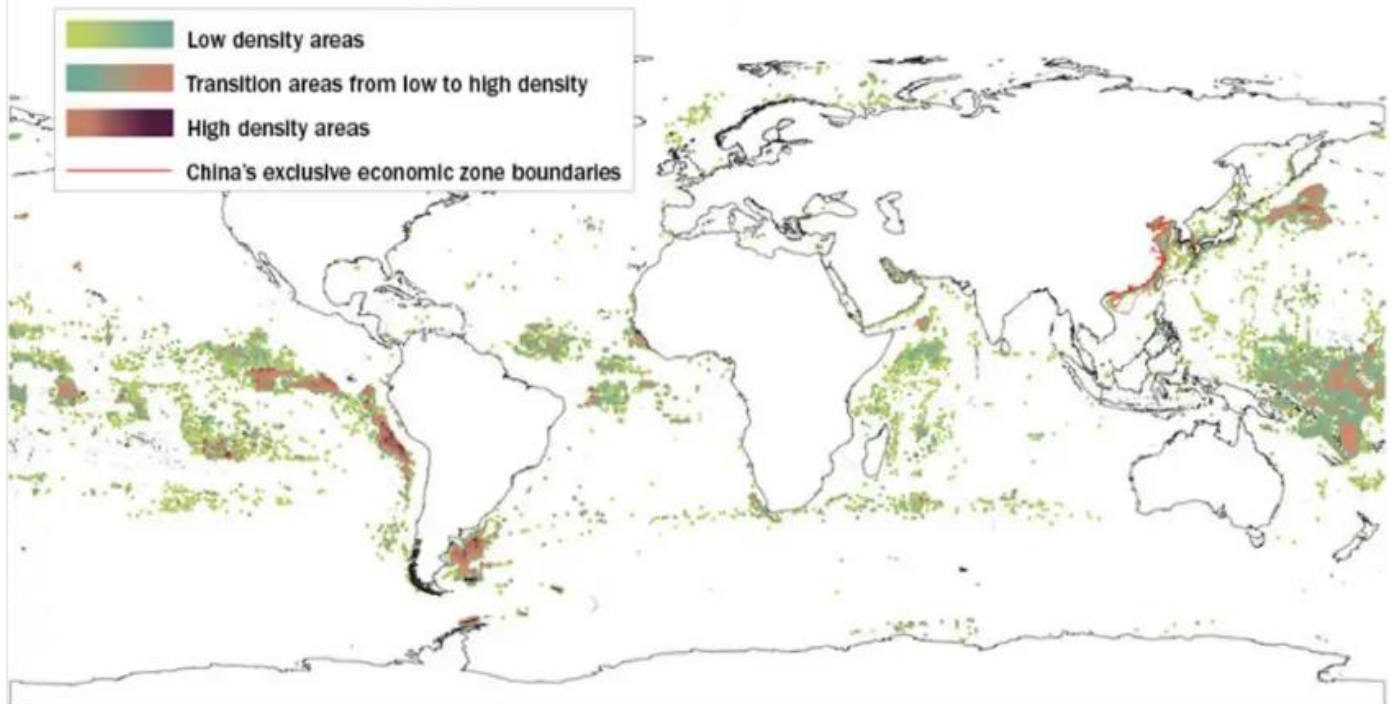 Low density areas
Transition areas from low to high density
High density areas
China's exclusive economic zone boundaries